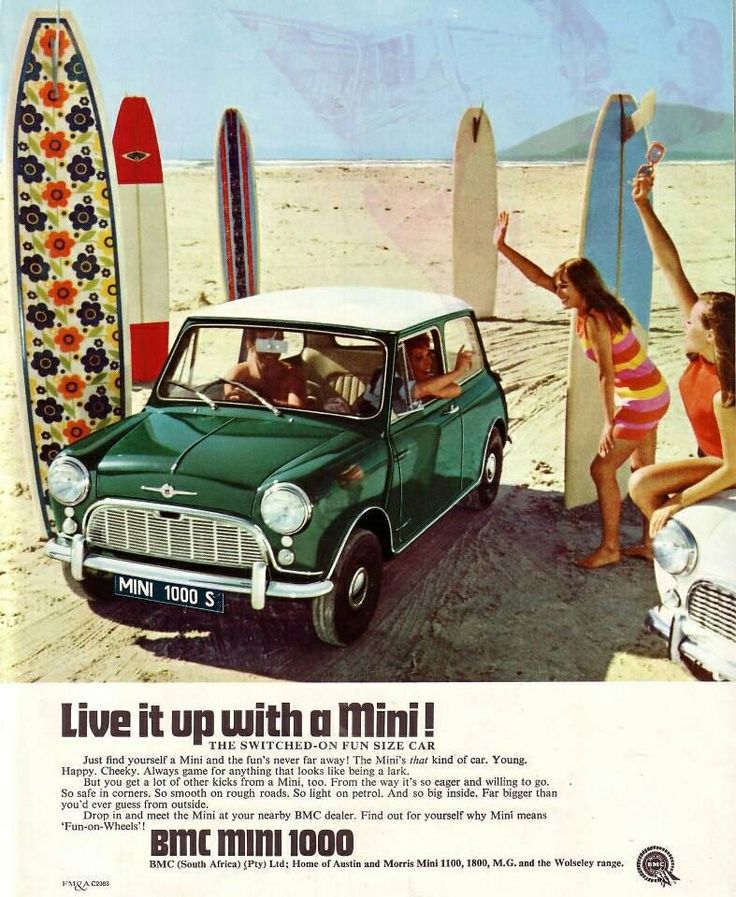 MINI 1000 S
Live it up with a Mini!
THE SWITCHED-ON FUN SIZE CAR
Just find yourself a Mini and the fun's never far away! The Mini's that kind of car. Young.
Happy. Cheeky. Always game for anything that looks like being a lark.
But you get a lot of other kicks from a Mini, too. From the way it's so eager and willing to go.
So safe in corners. So smooth on rough roads. So light on petrol. And so big inside. Far bigger than
you'd ever guess from outside.
Drop in and meet the Mini at your nearby BMC dealer. Find out for yourself why Mini means
'Fun-on-Wheels'!
BMC MINI 1000
BMC (South Africa) (Pty) Ltd; Home of Austin and Morris Mini 1100, 1800, M.G. and the Wolseley range.
BMC
FM&A C2383